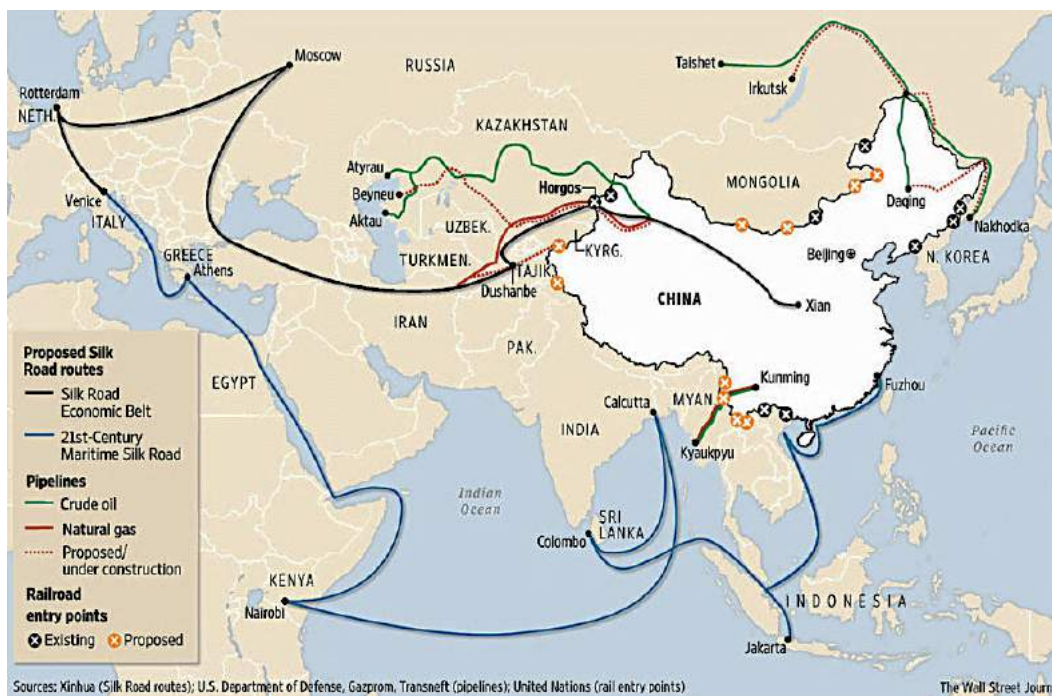 Moscow
RUSSIA
Taishet
Irkutsk
Rotterdam
NETH.
KAZAKHSTAN
Atyrau
Beyneu
Aktau
Horgos
MONGOLIA
Daqing
Nakhodka
Venice
ITALY
UZBEK.
KYRG.
Beijing
N. KOREA
GREECE
Athens
TURKMEN.
TAJIK.
Dushanbe
CHINA
Xian
IRAN
PAK.
EGYPT
Calcutta
MYAN.
Kunming
Fuzhou
INDIA
Kyaukpyu
Pacific
Ocean
Indian
Ocean
SRI
LANKA
Colombo
KENYA
Nairobi
INDONESIA
Jakarta
Proposed Silk
Road routes
Silk Road
Economic Belt
21st-Century
Maritime Silk Road
Pipelines
Crude oil
Natural gas
Proposed/
under construction
Railroad
entry points
Existing Proposed
Sources: Xinhua (Silk Road routes); U.S. Department of Defense, Gazprom, Transneft (pipelines); United Nations (rail entry points)
The Wall Street Journ